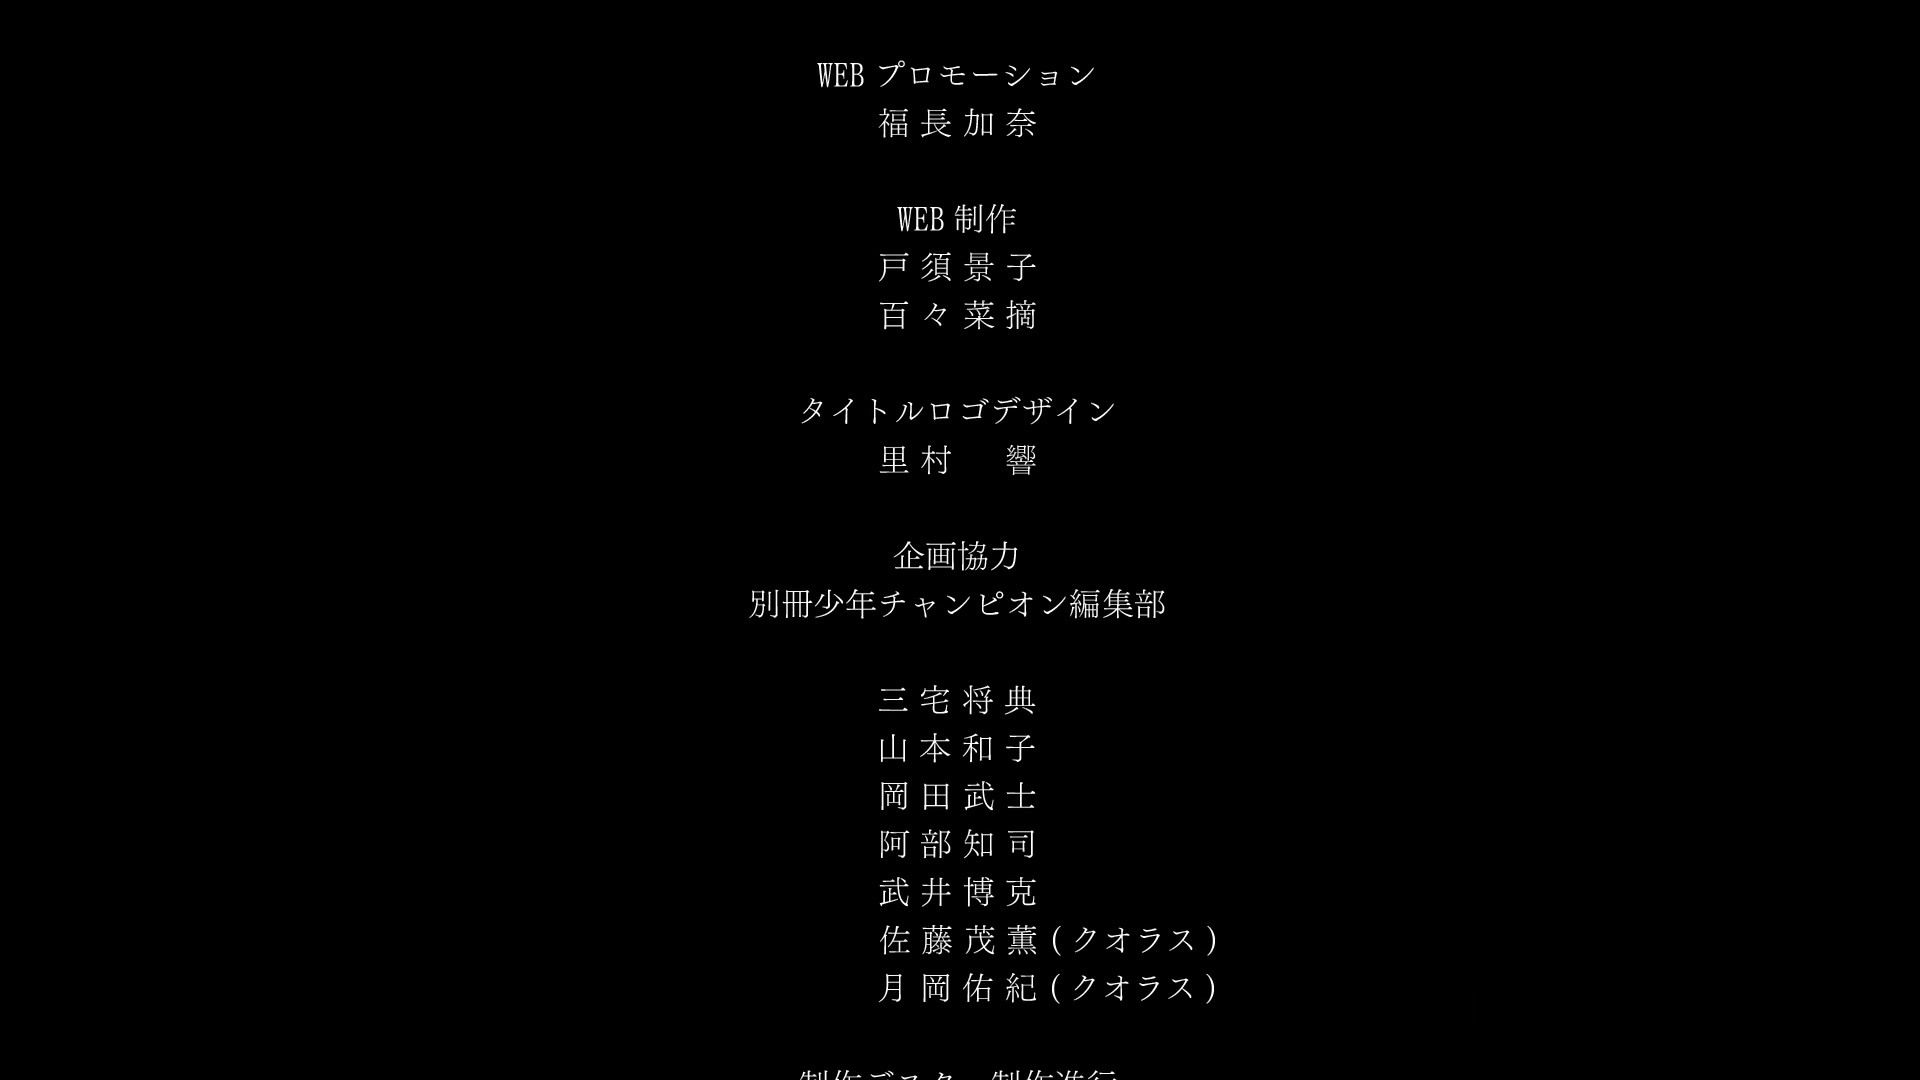 WEB プロモーション
福長加奈
WEB 制作
戸須景子
百々菜摘
タイトルロゴデザイン
里村　響
企画協力
別冊少年チャンピオン編集部
三宅将典
山本和子
岡田武士
阿部知司
武井博克
佐藤茂薫(クオラス)
月岡佑紀(クオラス)